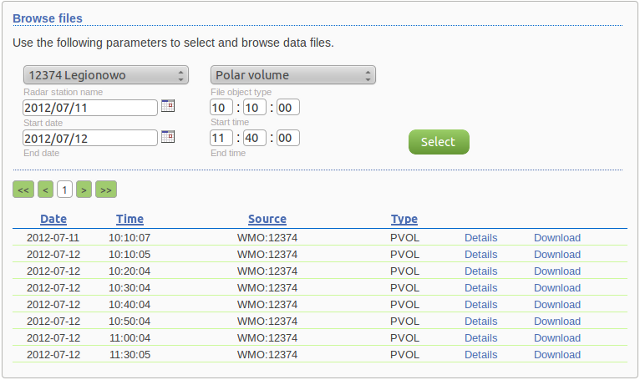 Browse files
Use the following parameters to select and browse data files.
12374 Legionowo Polar volume
Radar station name File object type
2012/07/11 10 : 10 : 00
Start date Start time
2012/07/12 11 : 40 : 00 Select
End date End time
<< < 1 > >>
Date Time Source Type
2012-07-11 10:10:07 WMO:12374 PVOL Details Download
2012-07-12 10:10:05 WMO:12374 PVOL Details Download
2012-07-12 10:20:04 WMO:12374 PVOL Details Download
2012-07-12 10:30:04 WMO:12374 PVOL Details Download
2012-07-12 10:40:04 WMO:12374 PVOL Details Download
2012-07-12 10:50:04 WMO:12374 PVOL Details Download
2012-07-12 11:00:04 WMO:12374 PVOL Details Download
2012-07-12 11:30:05 WMO:12374 PVOL Details Download